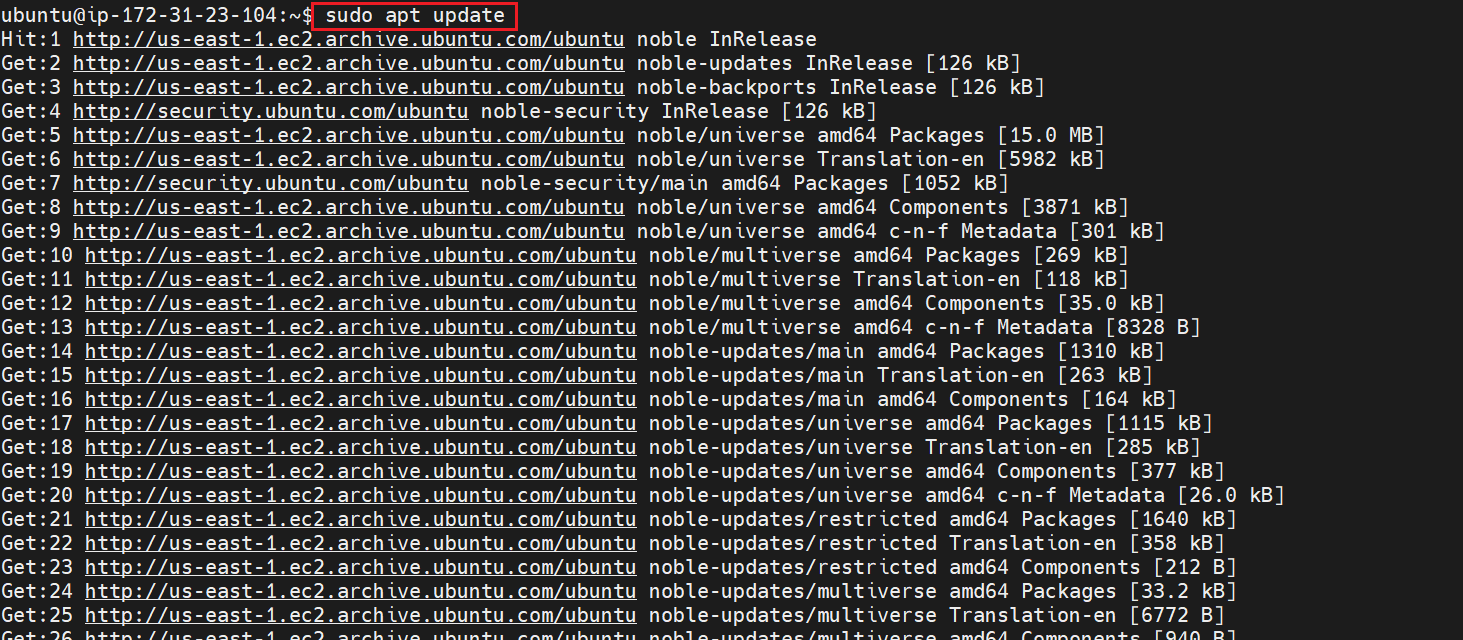 ubuntu@ip-172-31-23-104:~$ sudo apt update
Hit:1 http://us-east-1.ec2.archive.ubuntu.com/ubuntu noble InRelease
Get:2 http://us-east-1.ec2.archive.ubuntu.com/ubuntu noble-updates InRelease [126 kB]
Get:3 http://us-east-1.ec2.archive.ubuntu.com/ubuntu noble-backports InRelease [126 kB]
Get:4 http://security.ubuntu.com/ubuntu noble-security InRelease [126 kB]
Get:5 http://us-east-1.ec2.archive.ubuntu.com/ubuntu noble/universe amd64 Packages [15.0 MB]
Get:6 http://us-east-1.ec2.archive.ubuntu.com/ubuntu noble/universe Translation-en [5982 kB]
Get:7 http://security.ubuntu.com/ubuntu noble-security/main amd64 Packages [1052 kB]
Get:8 http://us-east-1.ec2.archive.ubuntu.com/ubuntu noble/universe amd64 Components [3871 kB]
Get:9 http://us-east-1.ec2.archive.ubuntu.com/ubuntu noble/universe amd64 c-n-f Metadata [301 kB]
Get:10 http://us-east-1.ec2.archive.ubuntu.com/ubuntu noble/multiverse amd64 Packages [269 kB]
Get:11 http://us-east-1.ec2.archive.ubuntu.com/ubuntu noble/multiverse Translation-en [118 kB]
Get:12 http://us-east-1.ec2.archive.ubuntu.com/ubuntu noble/multiverse amd64 Components [35.0 kB]
Get:13 http://us-east-1.ec2.archive.ubuntu.com/ubuntu noble/multiverse amd64 c-n-f Metadata [8328 B]
Get:14 http://us-east-1.ec2.archive.ubuntu.com/ubuntu noble-updates/main amd64 Packages [1310 kB]
Get:15 http://us-east-1.ec2.archive.ubuntu.com/ubuntu noble-updates/main Translation-en [263 kB]
Get:16 http://us-east-1.ec2.archive.ubuntu.com/ubuntu noble-updates/main amd64 Components [164 kB]
Get:17 http://us-east-1.ec2.archive.ubuntu.com/ubuntu noble-updates/universe amd64 Packages [1115 kB]
Get:18 http://us-east-1.ec2.archive.ubuntu.com/ubuntu noble-updates/universe Translation-en [285 kB]
Get:19 http://us-east-1.ec2.archive.ubuntu.com/ubuntu noble-updates/universe amd64 Components [377 kB]
Get:20 http://us-east-1.ec2.archive.ubuntu.com/ubuntu noble-updates/universe amd64 c-n-f Metadata [26.0 kB]
Get:21 http://us-east-1.ec2.archive.ubuntu.com/ubuntu noble-updates/restricted amd64 Packages [1640 kB]
Get:22 http://us-east-1.ec2.archive.ubuntu.com/ubuntu noble-updates/restricted Translation-en [358 kB]
Get:23 http://us-east-1.ec2.archive.ubuntu.com/ubuntu noble-updates/restricted amd64 Components [212 B]
Get:24 http://us-east-1.ec2.archive.ubuntu.com/ubuntu noble-updates/multiverse amd64 Packages [33.2 kB]
Get:25 http://us-east-1.ec2.archive.ubuntu.com/ubuntu noble-updates/multiverse Translation-en [6772 B]
Get:26 http://us-east-1.ec2.archive.ubuntu.com/ubuntu noble-updates/multiverse amd64 Components [940 B]